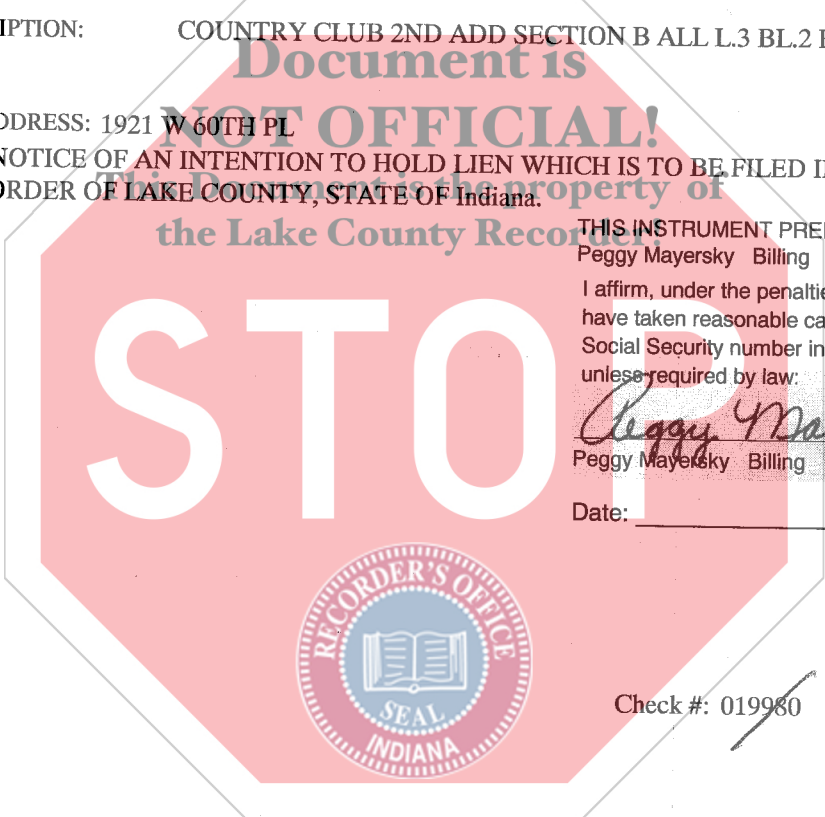 IPTION: COUNTRY CLUB 2ND ADD SECTION B ALL L.3 BL.2
Document is
NOT OFFICIAL!
DDRESS: 1921 W 60TH PL
NOTICE OF AN INTENTION TO HOLD LIEN WHICH IS TO BE FILED I
ORDER OF LAKE COUNTY, STATE OF Indiana.
This Document is the property of
the Lake County Recorder!
THIS INSTRUMENT PRE
Peggy Mayersky Billing
I affirm, under the penaltie
have taken reasonable ca
Social Security number in
unless required by law:
Peggy Ma
Peggy Mayersky Billing
Date:
STOP
RECORDER'S OFFICE
SEAL
INDIANA
Check #: 019980